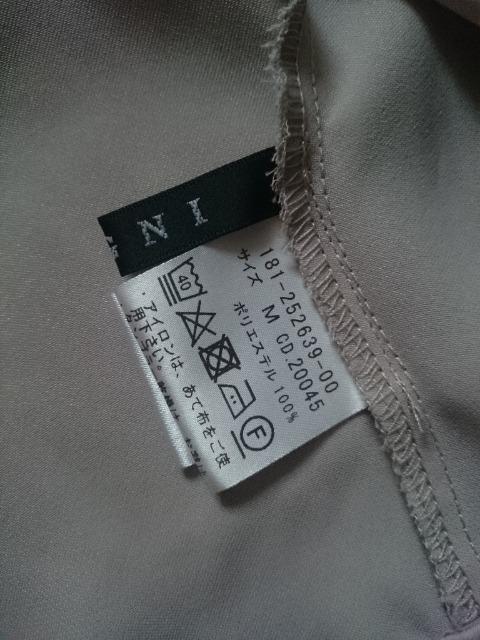 INI
181-252639-00
サイズ M CD.20045
ポリエステル 100%
40
F
・アイロンは、あて布をご使
用下さい。